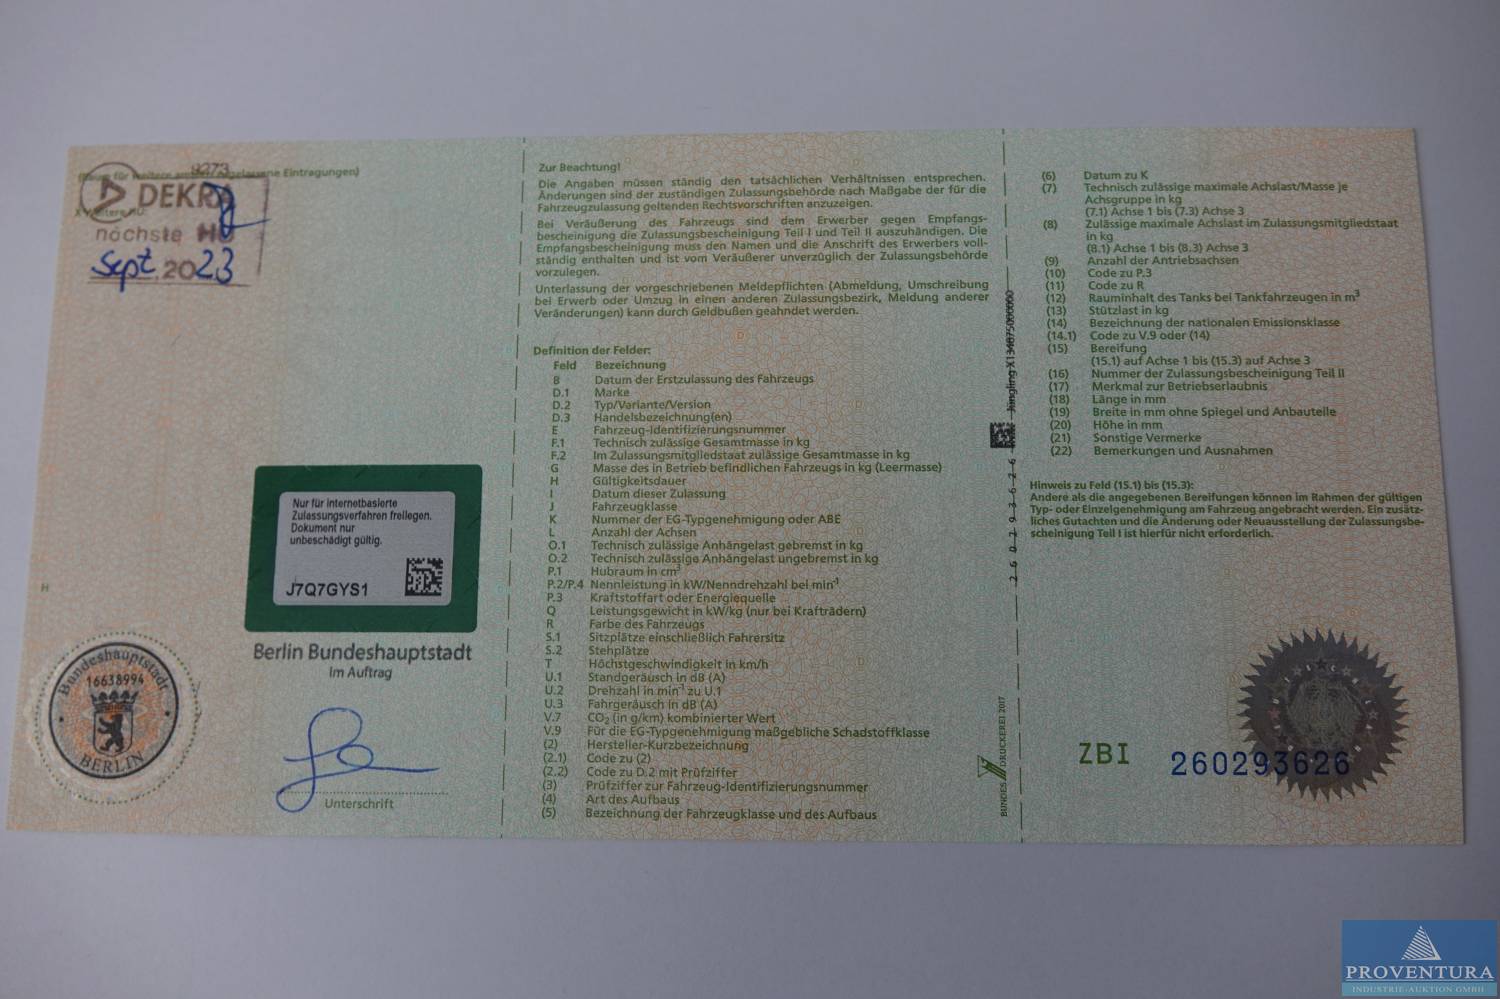 (Raum für weitere amtlich zugelassene Eintragungen)
9273
DEKRA
X Weitere HU:
nächste HU
Sept. 2023
Nur für internetbasierte
Zulassungsverfahren freilegen.
Dokument nur
unbeschädigt gültig.
J7Q7GYS1
H
Berlin Bundeshauptstadt
Im Auftrag
Bundeshauptstadt
16638994
BERLIN
Unterschrift
Zur Beachtung!
Die Angaben müssen ständig den tatsächlichen Verhältnissen entsprechen.
Änderungen sind der zuständigen Zulassungsbehörde nach Maßgabe der für die
Fahrzeugzulassung geltenden Rechtsvorschriften anzuzeigen.
Bei Veräußerung des Fahrzeugs sind dem Erwerber gegen Empfangs-
bescheinigung die Zulassungsbescheinigung Teil I und Teil II auszuhändigen. Die
Empfangsbescheinigung muss den Namen und die Anschrift des Erwerbers voll-
ständig enthalten und ist vom Veräußerer unverzüglich der Zulassungsbehörde
vorzulegen.
Unterlassung der vorgeschriebenen Meldepflichten (Abmeldung, Umschreibung
bei Erwerb oder Umzug in einen anderen Zulassungsbezirk, Meldung anderer
Veränderungen) kann durch Geldbußen geahndet werden.
Definition der Felder:
Feld Bezeichnung
B Datum der Erstzulassung des Fahrzeugs
D.1 Marke
D.2 Typ/Variante/Version
D.3 Handelsbezeichnung(en)
E Fahrzeug-Identifizierungsnummer
F.1 Technisch zulässige Gesamtmasse in kg
F.2 Im Zulassungsmitgliedstaat zulässige Gesamtmasse in kg
G Masse des in Betrieb befindlichen Fahrzeugs in kg (Leermasse)
H Gültigkeitsdauer
I Datum dieser Zulassung
J Fahrzeugklasse
K Nummer der EG-Typgenehmigung oder ABE
L Anzahl der Achsen
O.1 Technisch zulässige Anhängelast gebremst in kg
O.2 Technisch zulässige Anhängelast ungebremst in kg
P.1 Hubraum in cm³
P.2/P.4 Nennleistung in kW/Nenndrehzahl bei min⁻¹
P.3 Kraftstoffart oder Energiequelle
Q Leistungsgewicht in kW/kg (nur bei Krafträdern)
R Farbe des Fahrzeugs
S.1 Sitzplätze einschließlich Fahrersitz
S.2 Stehplätze
T Höchstgeschwindigkeit in km/h
U.1 Standgeräusch in dB (A)
U.2 Drehzahl in min⁻¹ zu U.1
U.3 Fahrgeräusch in dB (A)
V.7 CO₂ (in g/km) kombinierter Wert
V.9 Für die EG-Typgenehmigung maßgebliche Schadstoffklasse
(2) Hersteller-Kurzbezeichnung
(2.1) Code zu (2)
(2.2) Code zu D.2 mit Prüfziffer
(3) Prüfziffer zur Fahrzeug-Identifizierungsnummer
(4) Art des Aufbaus
(5) Bezeichnung der Fahrzeugklasse und des Aufbaus
260293626
BUNDESDRUCKEREI 2017
(6) Datum zu K
(7) Technisch zulässige maximale Achslast/Masse je
Achsgruppe in kg
(7.1) Achse 1 bis (7.3) Achse 3
(8) Zulässige maximale Achslast im Zulassungsmitgliedstaat
in kg
(8.1) Achse 1 bis (8.3) Achse 3
(9) Anzahl der Antriebsachsen
(10) Code zu P.3
(11) Code zu R
(12) Rauminhalt des Tanks bei Tankfahrzeugen in m³
(13) Stützlast in kg
(14) Bezeichnung der nationalen Emissionsklasse
(14.1) Code zu V.9 oder (14)
(15) Bereifung
(15.1) auf Achse 1 bis (15.3) auf Achse 3
(16) Nummer der Zulassungsbescheinigung Teil II
(17) Merkmal zur Betriebserlaubnis
(18) Länge in mm
(19) Breite in mm ohne Spiegel und Anbauteile
(20) Höhe in mm
(21) Sonstige Vermerke
(22) Bemerkungen und Ausnahmen
Hinweis zu Feld (15.1) bis (15.3):
Andere als die angegebenen Bereifungen können im Rahmen der gültigen
Typ- oder Einzelgenehmigung am Fahrzeug angebracht werden. Ein zusätz-
liches Gutachten und die Änderung oder Neuausstellung der Zulassungsbe-
scheinigung Teil I ist hierfür nicht erforderlich.
ZBI 260293626
PROVENTURA
INDUSTRIE-AUKTION GMBH